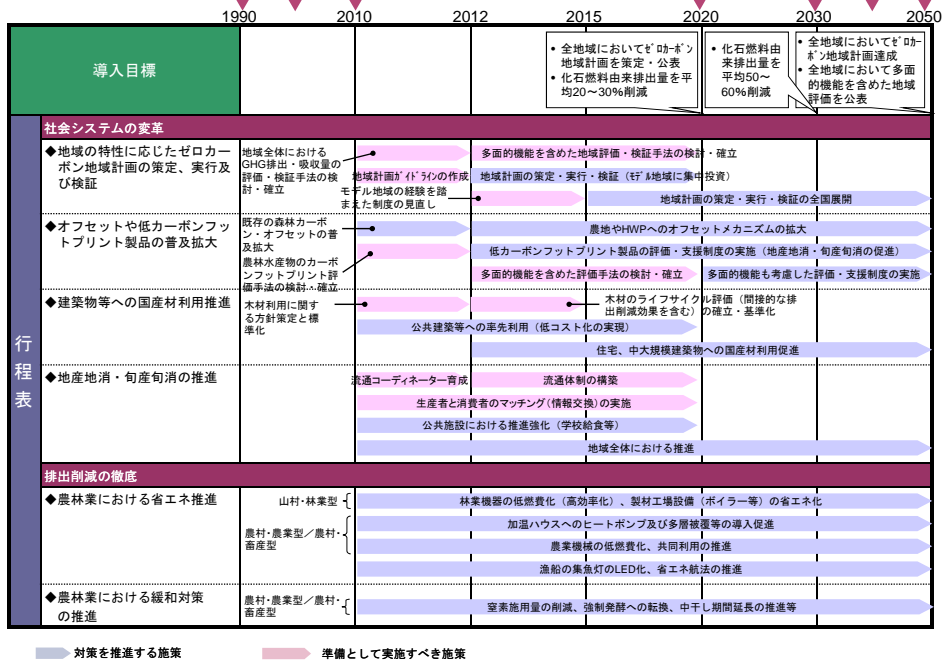 1990 2010 2012 2015 2020 2030 2050
導入目標
• 全地域においてｾﾞﾛｶｰﾎﾞﾝ
地域計画を策定・公表
• 化石燃料由来排出量を平
均20～30%削減
• 化石燃料由
来排出量を
平均50～
60%削減
• 全地域においてｾﾞﾛｶｰ
ﾎﾞﾝ地域計画達成
• 全地域において多面
的機能を含めた地域
評価を公表
行程表
社会システムの変革
◆地域の特性に応じたゼロカー
ボン地域計画の策定、実行及
び検証
地域全体における
GHG排出・吸収量の
評価・検証手法の検
討・確立
多面的機能を含めた地域評価・検証手法の検討・確立
地域計画ｶﾞｲﾄﾞﾗｲﾝの作成
地域計画の策定・実行・検証（ﾓﾃﾞﾙ地域に集中投資）
モデル地域の経験を踏
まえた制度の見直し
地域計画の策定・実行・検証の全国展開
◆オフセットや低カーボンフッ
トプリント製品の普及拡大
既存の森林カーボ
ン・オフセットの普
及拡大
農地やHWPへのオフセットメカニズムの拡大
農林水産物のカーボ
ンフットプリント評
価手法の検討・確立
低カーボンフットプリント製品の評価・支援制度の実施（地産地消・旬産旬消の促進）
多面的機能を含めた評価手法の検討・確立
多面的機能も考慮した評価・支援制度の実施
◆建築物等への国産材利用推進
木材利用に関す
る方針策定と標
準化
木材のライフサイクル評価（間接的な排
出削減効果を含む）の確立・基準化
公共建築等への率先利用（低コスト化の実現）
住宅、中大規模建築物への国産材利用促進
◆地産地消・旬産旬消の推進
流通コーディネーター育成
流通体制の構築
生産者と消費者のマッチング（情報交換）の実施
公共施設における推進強化（学校給食等）
地域全体における推進
排出削減の徹底
◆農林業における省エネ推進
山村・林業型
林業機器の低燃費化（高効率化）、製材工場設備（ボイラー等）の省エネ化
農村・農業型／農村・
畜産型
加温ハウスへのヒートポンプ及び多層被覆等の導入促進
農業機械の低燃費化、共同利用の推進
漁船の集魚灯のLED化、省エネ航法の推進
◆農林業における緩和対策
の推進
農村・農業型／農村・
畜産型
窒素施用量の削減、強制発酵への転換、中干し期間延長の推進等
対策を推進する施策
準備として実施すべき施策